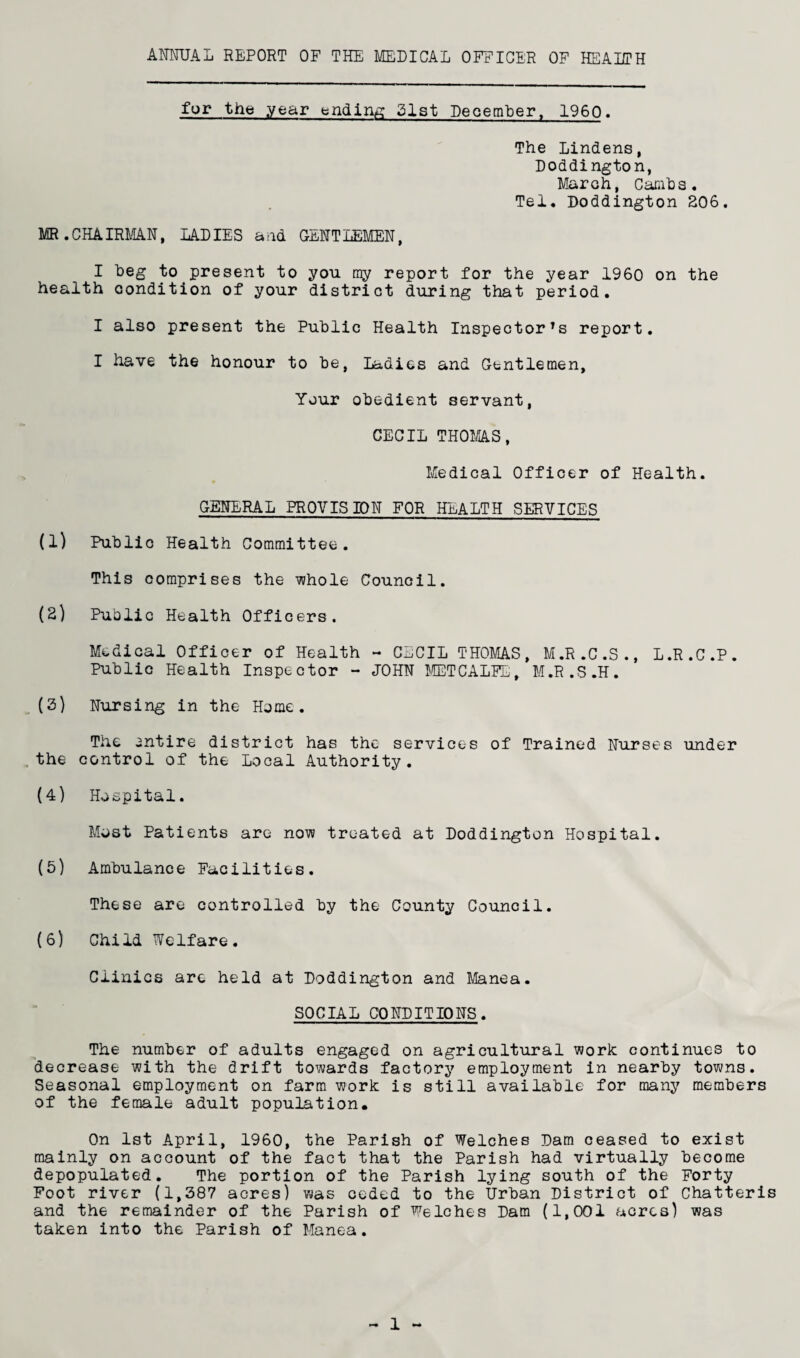 ANNUAL REPORT OF THE MEDICAL OFFICER OF HEALTH
for the year ending 31st December, 1960.
The Lindens,
Doddington,
March, Cambs.
Tel. Doddington 206.
MR.CHAIRMAN, LADIES and GENTLEMEN,
I beg to present to you my report for the year 1960 on the
health condition of your district during that period.
I also present the Public Health Inspector's report.
I have the honour to be, Ladies and Gentlemen,
Your obedient servant,
CECIL THOMAS,
Medical Officer of Health.
GENERAL PROVISION FOR HEALTH SERVICES
(1) Public Health Committee.
This comprises the whole Council.
(2) Public Health Officers.
Medical Officer of Health - CECIL THOMAS, M.R.C.S., L.R.C.P.
Public Health Inspector - JOHN METCALFE, M.R.S.H.
(3) Nursing in the Home.
The entire district has the services of Trained Nurses under
the control of the Local Authority.
(4) Hospital.
Most Patients are now treated at Doddington Hospital.
(5) Ambulance Facilities.
These are controlled by the County Council.
(6) Child Welfare.
Clinics are held at Doddington and Manea.
SOCIAL CONDITIONS.
The number of adults engaged on agricultural work continues to
decrease with the drift towards factory employment in nearby towns.
Seasonal employment on farm work is still available for many members
of the female adult population.
On 1st April, 1960, the Parish of Welches Dam ceased to exist
mainly on account of the fact that the Parish had virtually become
depopulated. The portion of the Parish lying south of the Forty
Foot river (1,387 acres) was ceded to the Urban District of Chatteris
and the remainder of the Parish of Welches Dam (1,001 acres) was
taken into the Parish of Manea.
- 1 -